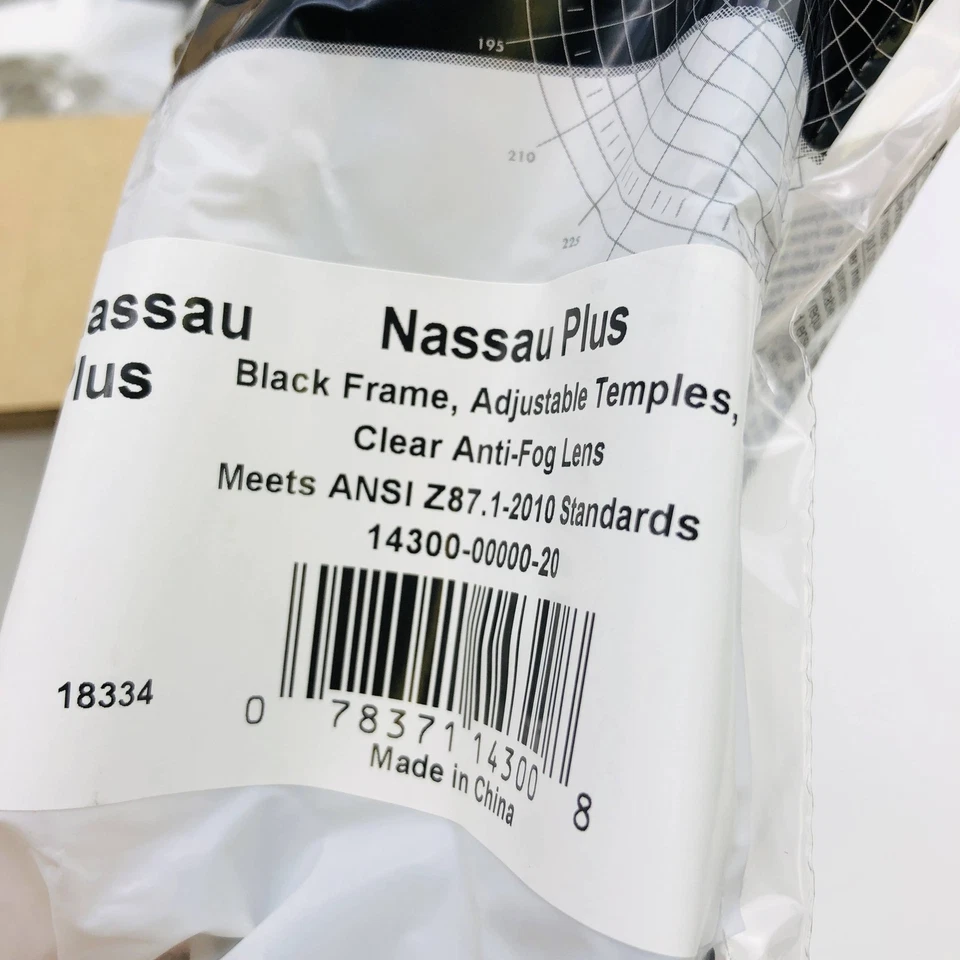 195
210
225
assau
lus
Nassau Plus
Black Frame, Adjustable Temples,
Clear Anti-Fog Lens
Meets ANSI Z87.1-2010 Standards
14300-00000-20
18334
0 78371 14300 8
Made in China